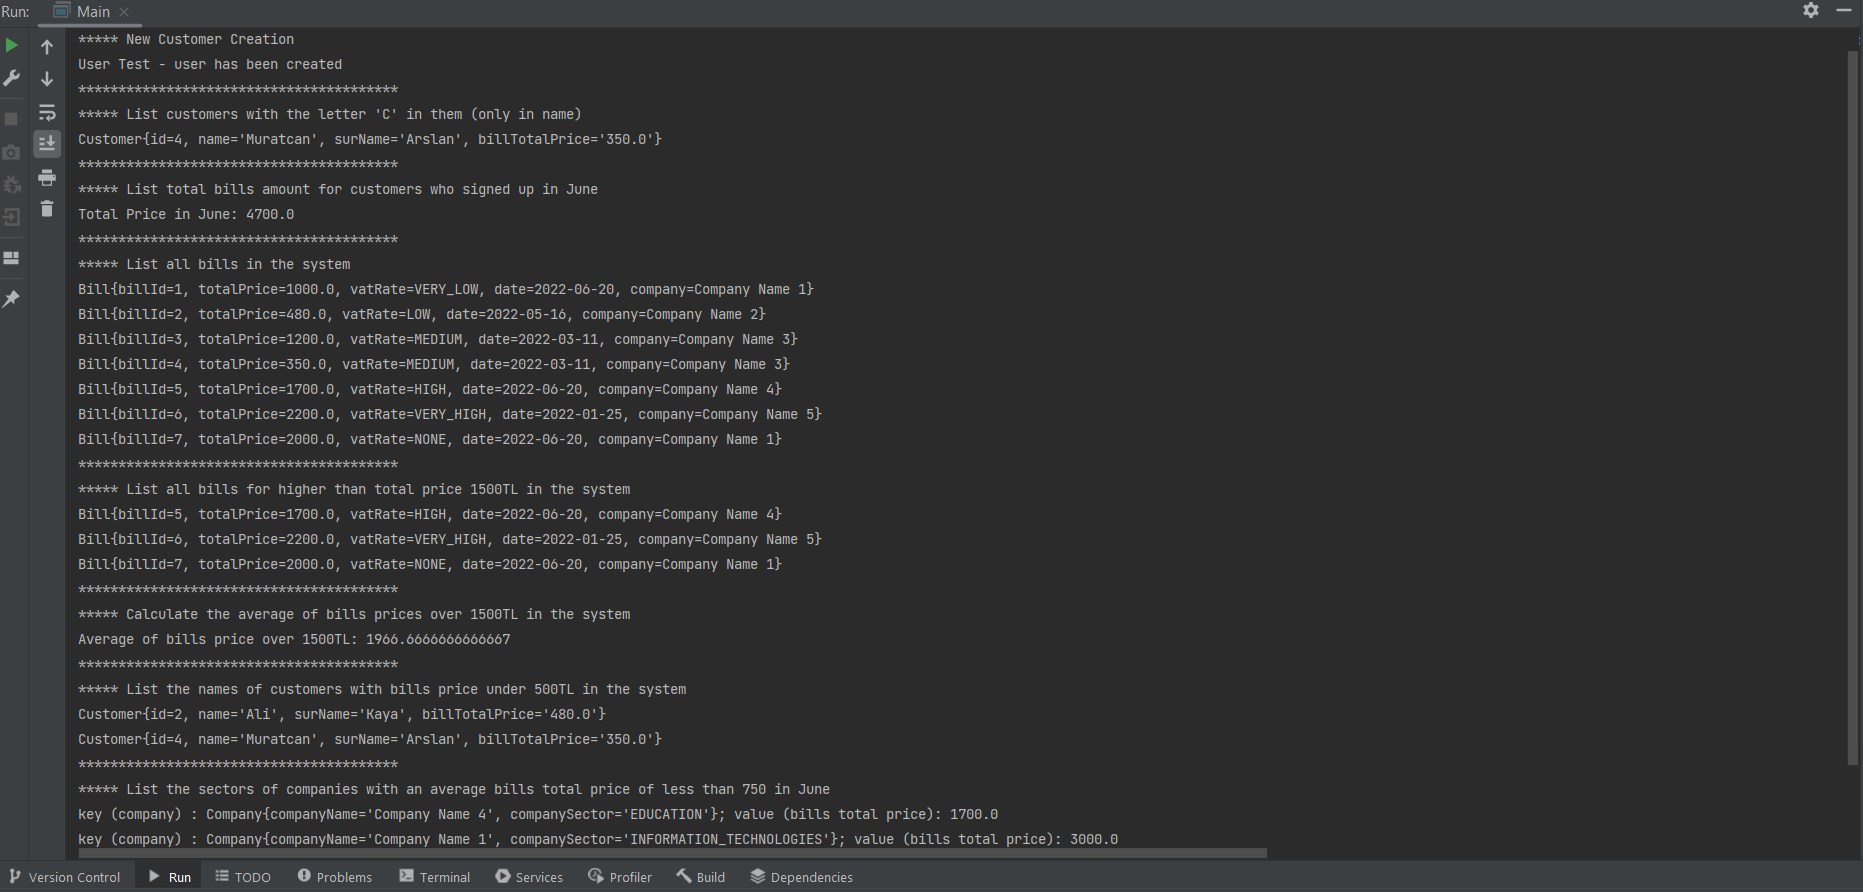 Run: Main
***** New Customer Creation
User Test - user has been created
****************************************
***** List customers with the letter 'C' in them (only in name)
Customer{id=4, name='Muratcan', surName='Arslan', billTotalPrice='350.0'}
****************************************
***** List total bills amount for customers who signed up in June
Total Price in June: 4700.0
****************************************
***** List all bills in the system
Bill{billId=1, totalPrice=1000.0, vatRate=VERY_LOW, date=2022-06-20, company=Company Name 1}
Bill{billId=2, totalPrice=480.0, vatRate=LOW, date=2022-05-16, company=Company Name 2}
Bill{billId=3, totalPrice=1200.0, vatRate=MEDIUM, date=2022-03-11, company=Company Name 3}
Bill{billId=4, totalPrice=350.0, vatRate=MEDIUM, date=2022-03-11, company=Company Name 3}
Bill{billId=5, totalPrice=1700.0, vatRate=HIGH, date=2022-06-20, company=Company Name 4}
Bill{billId=6, totalPrice=2200.0, vatRate=VERY_HIGH, date=2022-01-25, company=Company Name 5}
Bill{billId=7, totalPrice=2000.0, vatRate=NONE, date=2022-06-20, company=Company Name 1}
****************************************
***** List all bills for higher than total price 1500TL in the system
Bill{billId=5, totalPrice=1700.0, vatRate=HIGH, date=2022-06-20, company=Company Name 4}
Bill{billId=6, totalPrice=2200.0, vatRate=VERY_HIGH, date=2022-01-25, company=Company Name 5}
Bill{billId=7, totalPrice=2000.0, vatRate=NONE, date=2022-06-20, company=Company Name 1}
****************************************
***** Calculate the average of bills prices over 1500TL in the system
Average of bills price over 1500TL: 1966.6666666666667
****************************************
***** List the names of customers with bills price under 500TL in the system
Customer{id=2, name='Ali', surName='Kaya', billTotalPrice='480.0'}
Customer{id=4, name='Muratcan', surName='Arslan', billTotalPrice='350.0'}
****************************************
***** List the sectors of companies with an average bills total price of less than 750 in June
key (company) : Company{companyName='Company Name 4', companySector='EDUCATION'}; value (bills total price): 1700.0
key (company) : Company{companyName='Company Name 1', companySector='INFORMATION_TECHNOLOGIES'}; value (bills total price): 3000.0
Version Control Run TODO Problems Terminal Services Profiler Build Dependencies